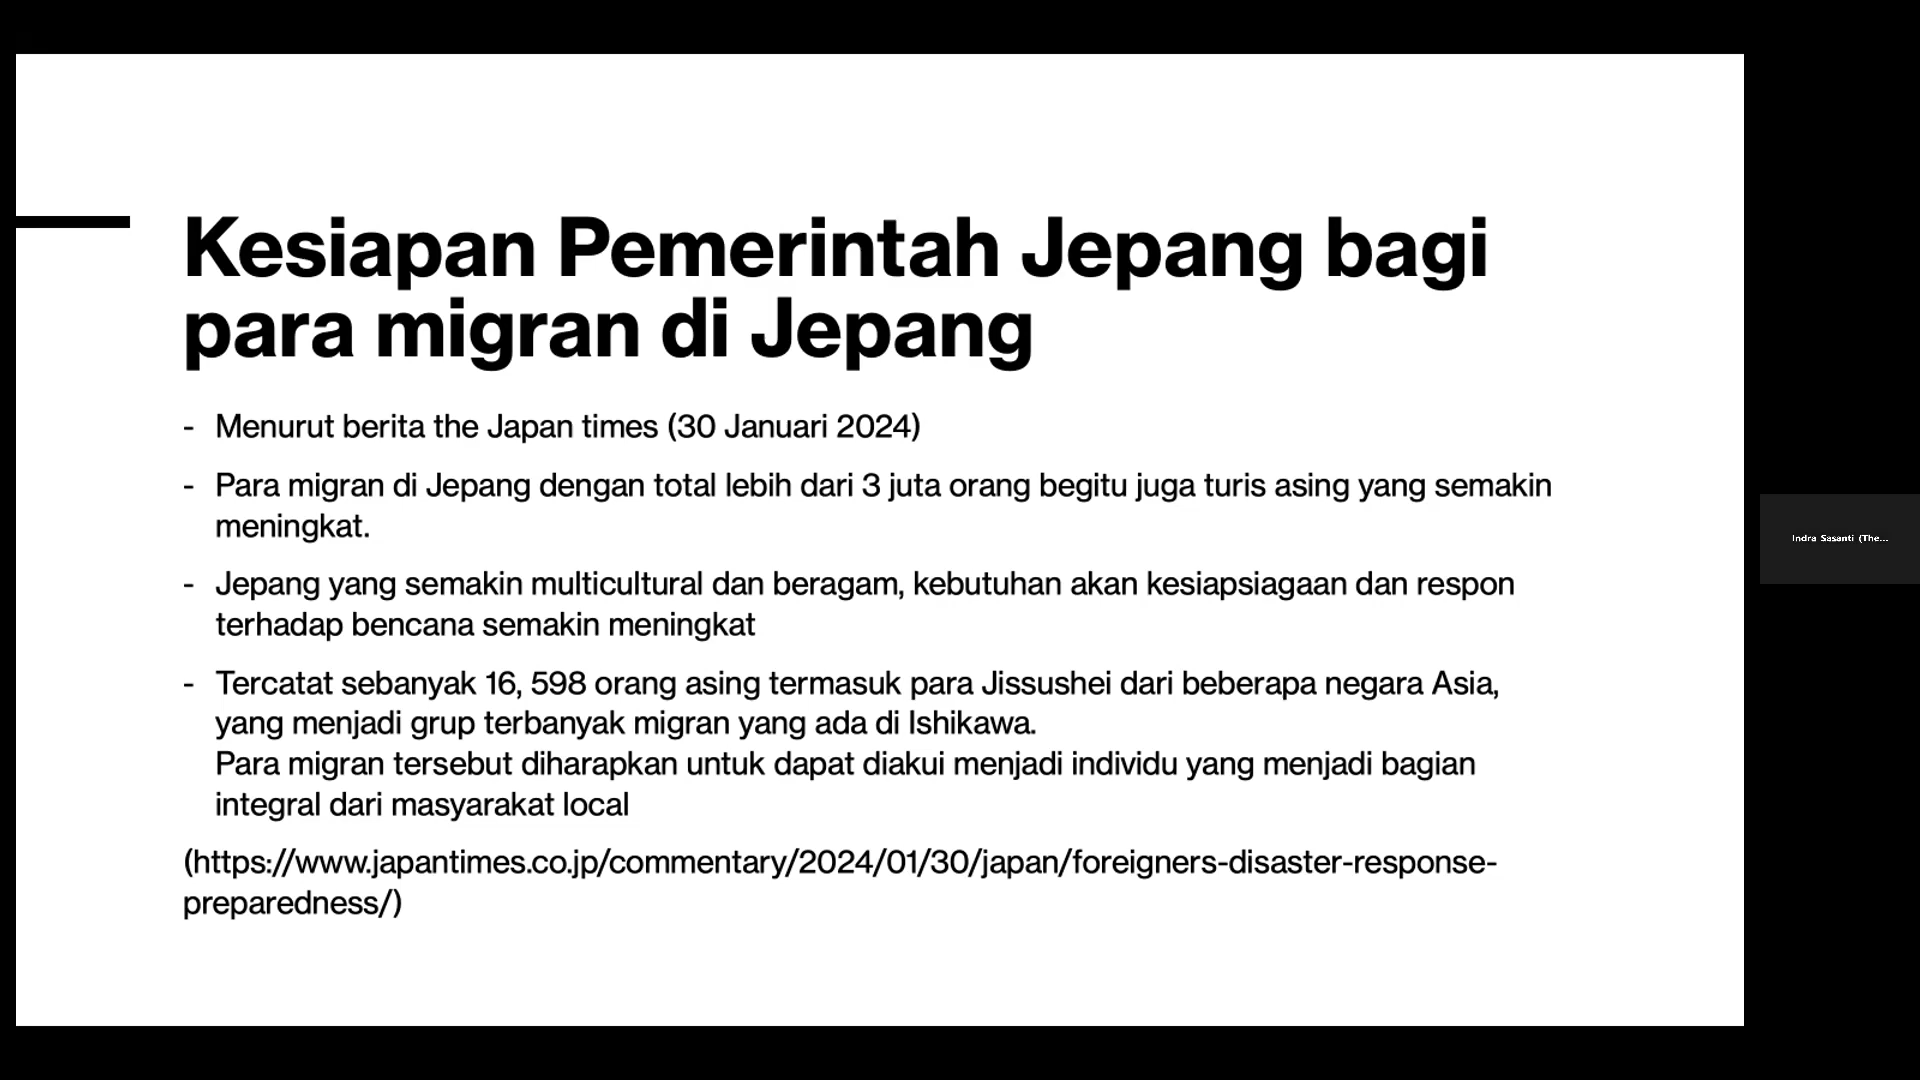 Kesiapan Pemerintah Jepang bagi
para migran di Jepang
- Menurut berita the Japan times (30 Januari 2024)
- Para migran di Jepang dengan total lebih dari 3 juta orang begitu juga turis asing yang semakin
meningkat.
- Jepang yang semakin multicultural dan beragam, kebutuhan akan kesiapsiagaan dan respon
terhadap bencana semakin meningkat
- Tercatat sebanyak 16, 598 orang asing termasuk para Jissushei dari beberapa negara Asia,
yang menjadi grup terbanyak migran yang ada di Ishikawa.
Para migran tersebut diharapkan untuk dapat diakui menjadi individu yang menjadi bagian
integral dari masyarakat local
(https://www.japantimes.co.jp/commentary/2024/01/30/japan/foreigners-disaster-response-
preparedness/)
Indra Sasanti (The...